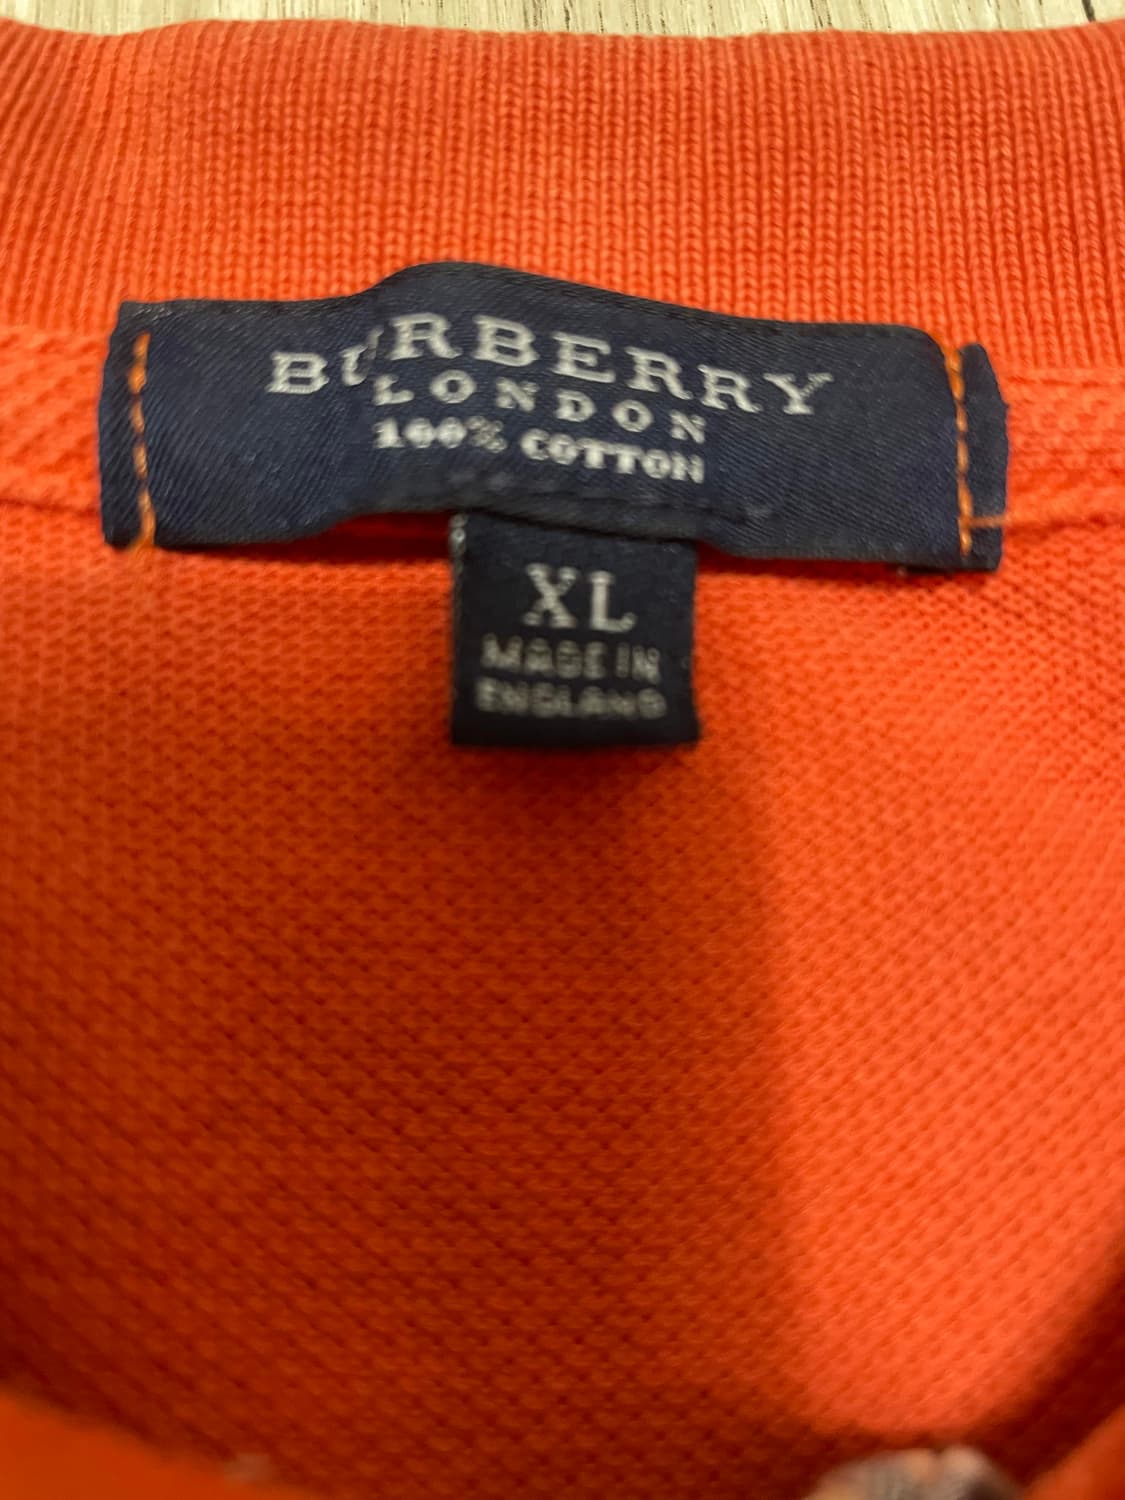 BURBERRY
LONDON
100% COTTON
XL
MADE IN
ENGLAND